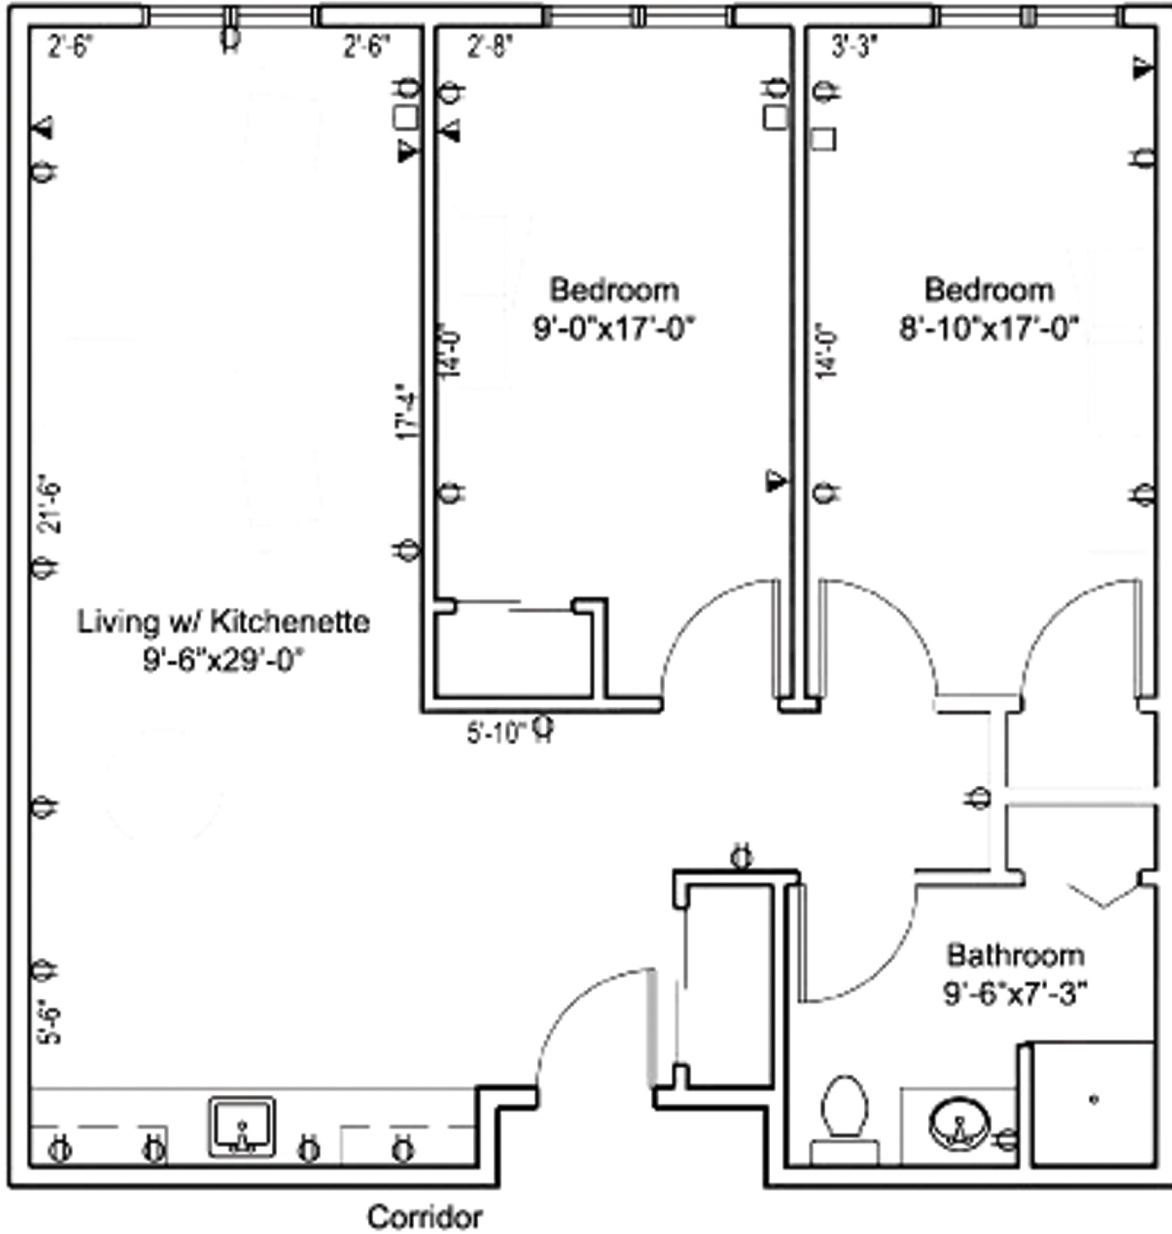 2'-6"
2'-6"
2'-8"
3'-3"
Bedroom
9'-0"x17'-0"
Bedroom
8'-10"x17'-0"
14'-0"
14'-0"
17'-4"
21'-6"
Living w/ Kitchenette
9'-6"x29'-0"
5'-10"
Bathroom
9'-6"x7'-3"
5'-6"
Corridor